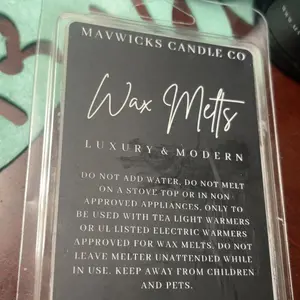 MAVWICKS CANDLE CO
Wax Melts
LUXURY & MODERN
DO NOT ADD WATER, DO NOT MELT
ON A STOVE TOP OR IN NON
APPROVED APPLIANCES, ONLY TO
BE USED WITH TEA LIGHT WARMERS
OR UL LISTED ELECTRIC WARMERS
APPROVED FOR WAX MELTS, DO NOT
LEAVE MELTER UNATTENDED WHILE
IN USE. KEEP AWAY FROM CHILDREN
AND PETS.